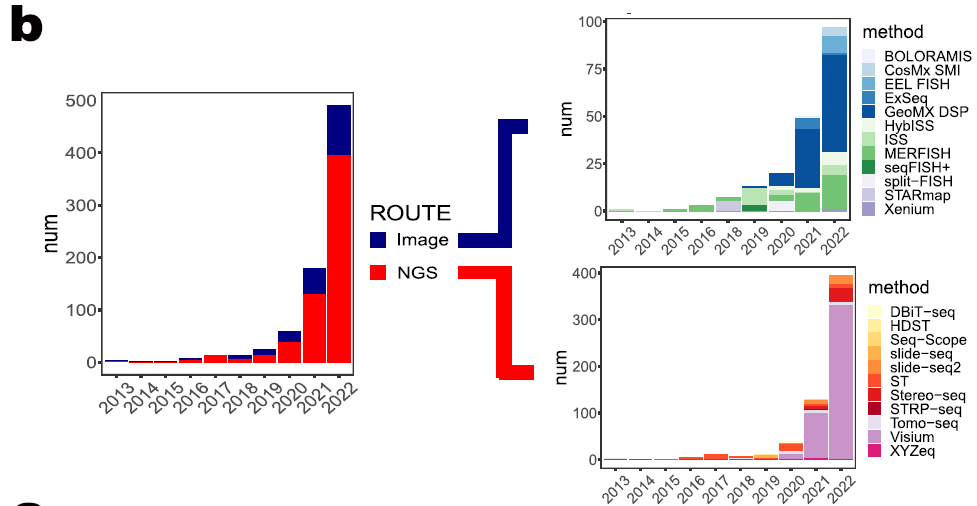 b
num
500
400
300
200
100
0
2013
2014
2015
2016
2017
2018
2019
2020
2021
2022
ROUTE
Image
NGS
num
100
75
50
25
0
2013
2014
2015
2016
2018
2019
2020
2021
2022
method
BOLORAMIS
CosMx SMI
EEL FISH
ExSeq
GeoMX DSP
HybISS
ISS
MERFISH
seqFISH+
split-FISH
STARmap
Xenium
num
400
300
200
100
0
2013
2014
2015
2016
2017
2018
2019
2020
2021
2022
method
DBiT-seq
HDST
Seq-Scope
slide-seq
slide-seq2
ST
Stereo-seq
STRP-seq
Tomo-seq
Visium
XYZeq